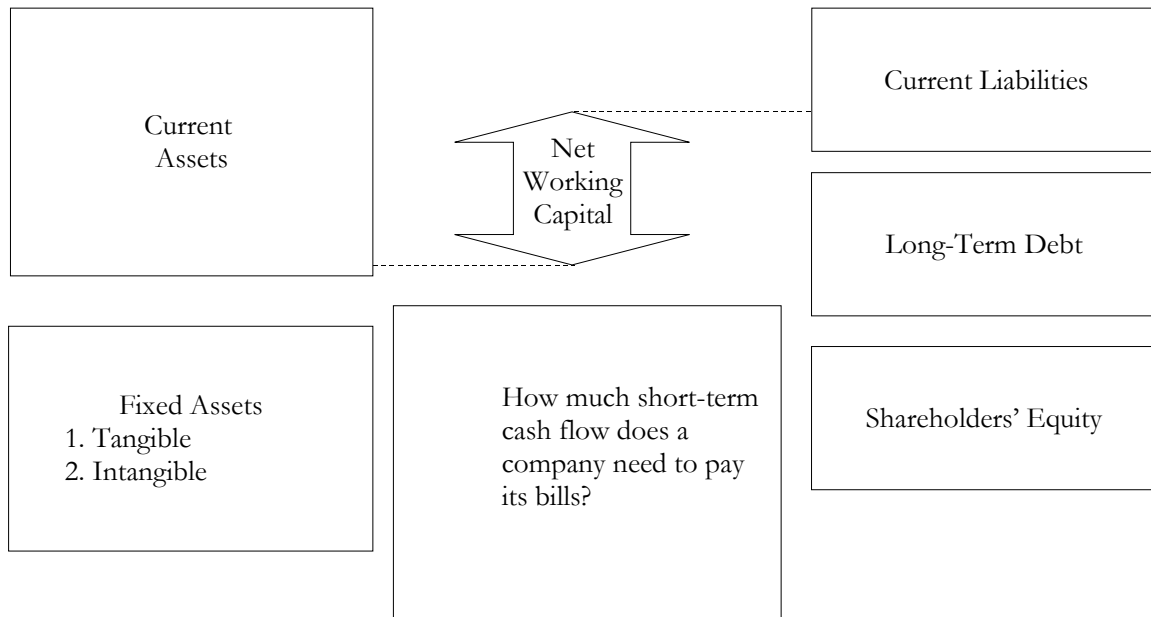 Current
Assets
Net
Working
Capital
Current Liabilities
Long-Term Debt
Fixed Assets
1. Tangible
2. Intangible
How much short-term
cash flow does a
company need to pay
its bills?
Shareholders’ Equity